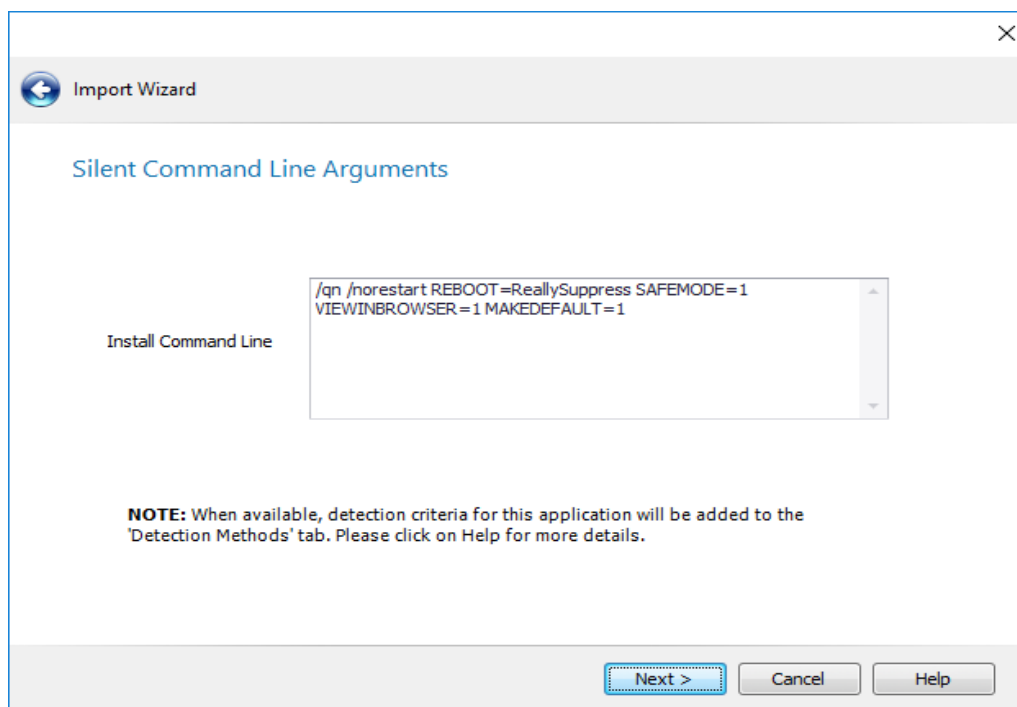 Import Wizard
Silent Command Line Arguments
/qn /norestart REBOOT=ReallySuppress SAFEMODE=1
VIEWINBROWSER=1 MAKEDEFAULT=1
Install Command Line
NOTE: When available, detection criteria for this application will be added to the
'Detection Methods' tab. Please click on Help for more details.
Next >
Cancel
Help